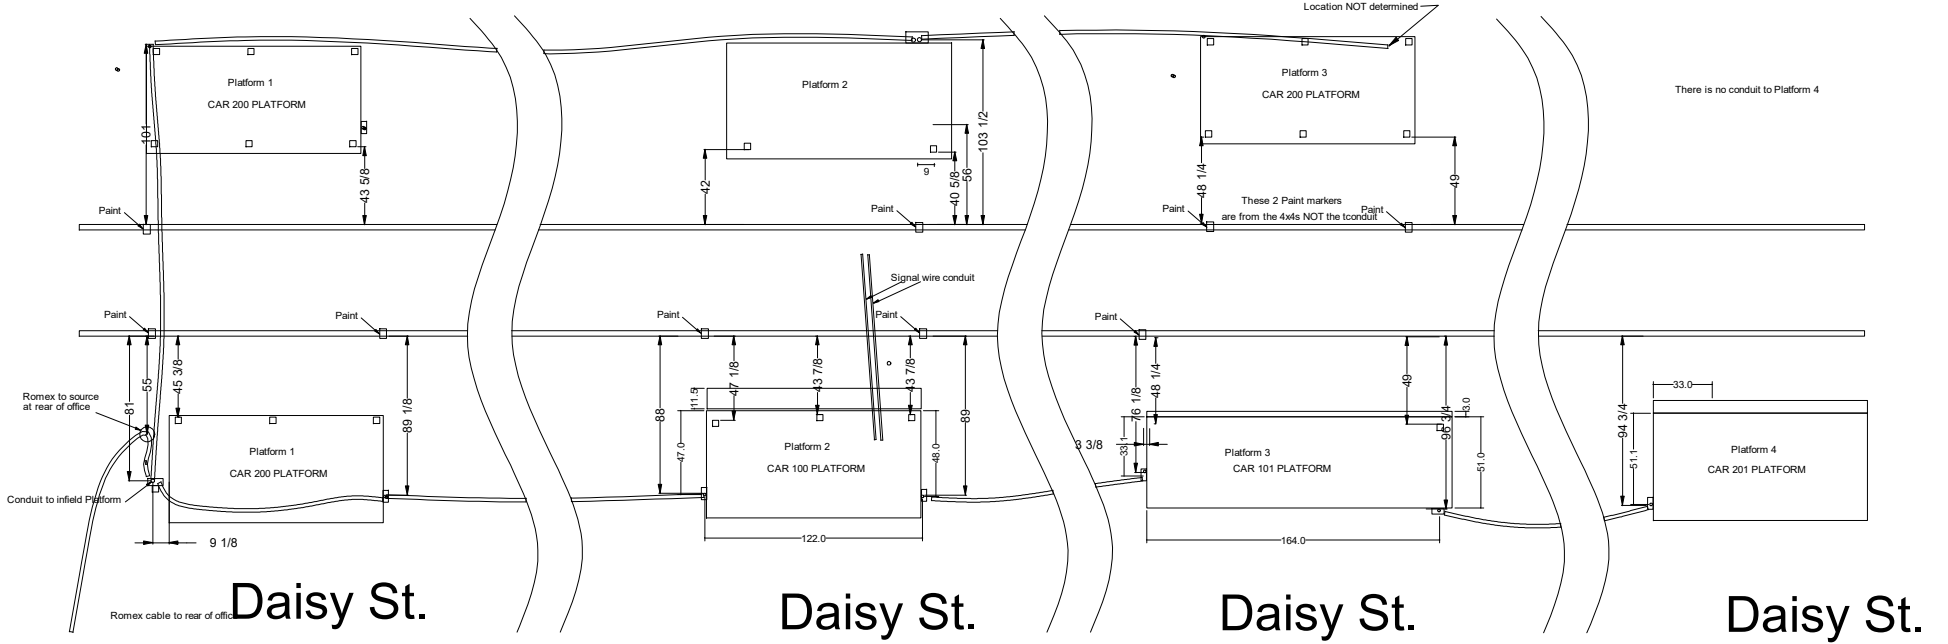 Location NOT determined
Platform 1
CAR 200 PLATFORM
Platform 2
Platform 3
CAR 200 PLATFORM
There is no conduit to Platform 4
101
43 5/8
42
9
40 5/8
56
103 1/2
48 1/4
49
These 2 Paint markers
are from the 4x4s NOT the tconduit
Paint
Paint
Paint
Paint
Signal wire conduit
Paint
Paint
Paint
Paint
Paint
Romex to source
at rear of office
81
55
45 3/8
89 1/8
88
11.5
47 1/8
43 7/8
43 7/8
89
47.0
48.0
76 1/8
48 1/4
49
3.0
96 3/4
3 3/8
33.1
51.0
94 3/4
33.0
51.1
Platform 1
CAR 200 PLATFORM
Platform 2
CAR 100 PLATFORM
Platform 3
CAR 101 PLATFORM
Platform 4
CAR 201 PLATFORM
Conduit to infield Platform
9 1/8
122.0
164.0
Romex cable to rear of offic
Daisy St.
Daisy St.
Daisy St.
Daisy St.